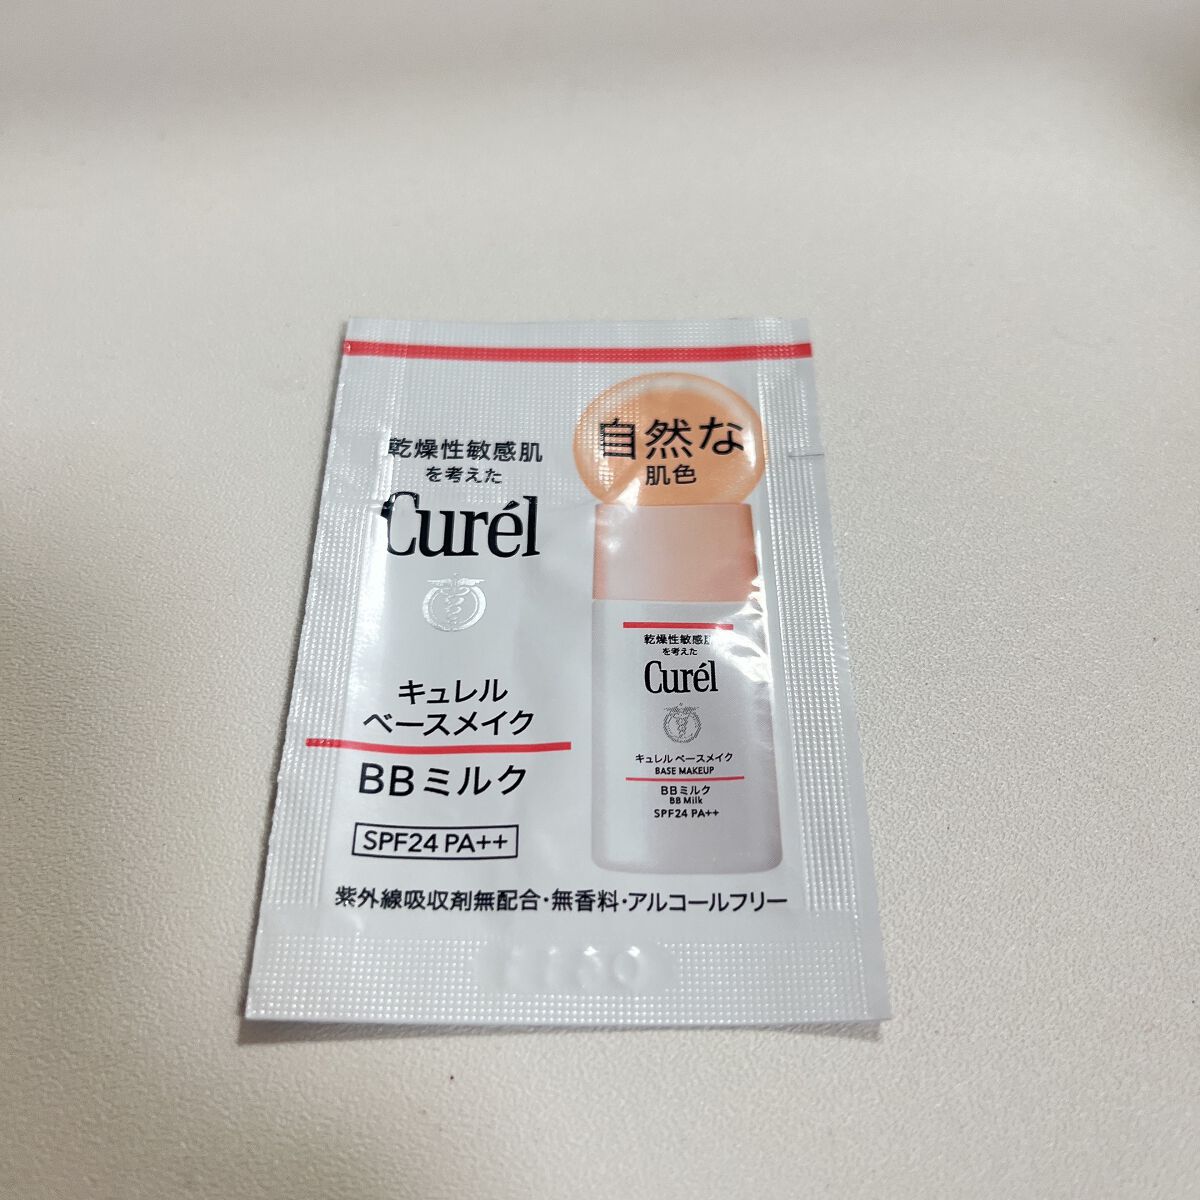 乾燥性敏感肌
を考えた
Curél
キュレル
ベースメイク
BBミルク
SPF24 PA++
自然な
肌色
乾燥性敏感肌
を考えた
Curél
キュレル ベースメイク
BASE MAKEUP
BBミルク
BB Milk
SPF24 PA++
紫外線吸収剤無配合・無香料・アルコールフリー